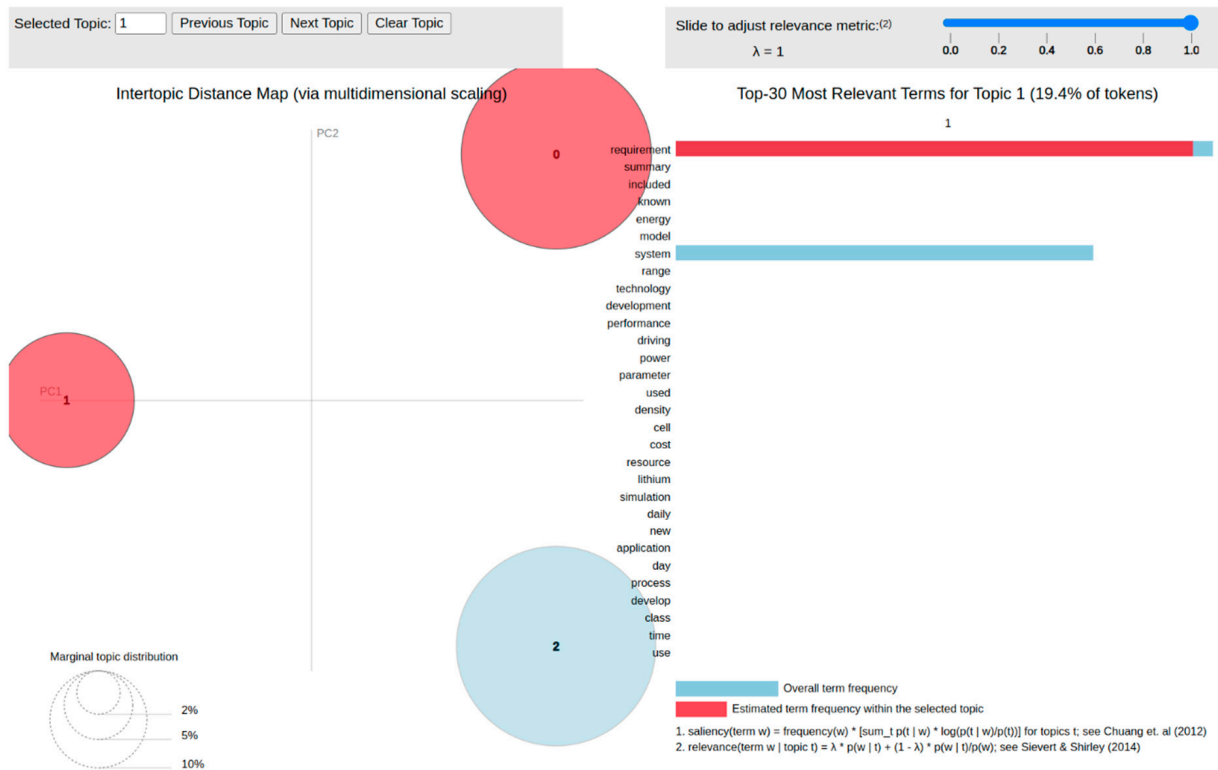 Selected Topic: 1 Previous Topic Next Topic Clear Topic
Slide to adjust relevance metric:(2)
λ = 1
0.0 0.2 0.4 0.6 0.8 1.0
Intertopic Distance Map (via multidimensional scaling)
PC2
PC1
0
1
2
Marginal topic distribution
2%
5%
10%
Top-30 Most Relevant Terms for Topic 1 (19.4% of tokens)
1
requirement
summary
included
known
energy
model
system
range
technology
development
performance
driving
power
parameter
used
density
cell
cost
resource
lithium
simulation
daily
new
application
day
process
develop
class
time
use
Overall term frequency
Estimated term frequency within the selected topic
1. saliency(term w) = frequency(w) * [sum_t p(t | w) * log(p(t | w)/p(t))] for topics t; see Chuang et. al (2012)
2. relevance(term w | topic t) = λ * p(w | t) + (1 - λ) * p(w | t)/p(w); see Sievert & Shirley (2014)